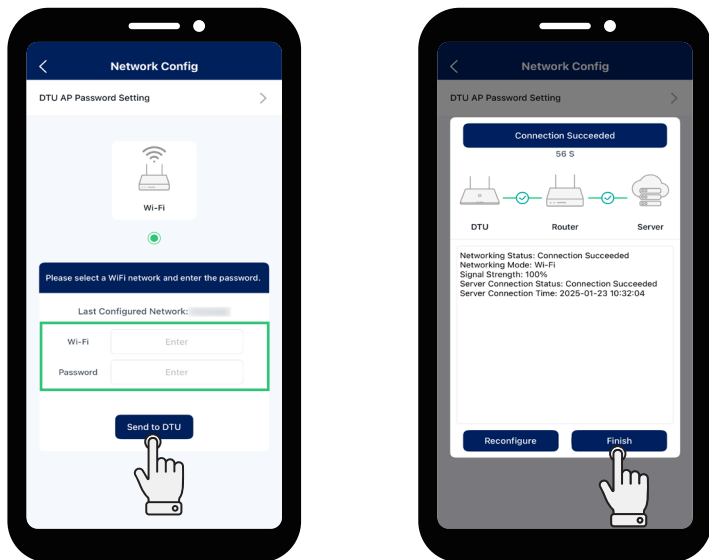 Network Config
DTU AP Password Setting
Wi-Fi
Please select a WiFi network and enter the password.
Last Configured Network:
Wi-Fi Enter
Password Enter
Send to DTU
Network Config
DTU AP Password Setting
Connection Succeeded
56 S
DTU Router Server
Networking Status: Connection Succeeded
Networking Mode: Wi-Fi
Signal Strength: 100%
Server Connection Status: Connection Succeeded
Server Connection Time: 2025-01-23 10:32:04
Reconfigure Finish